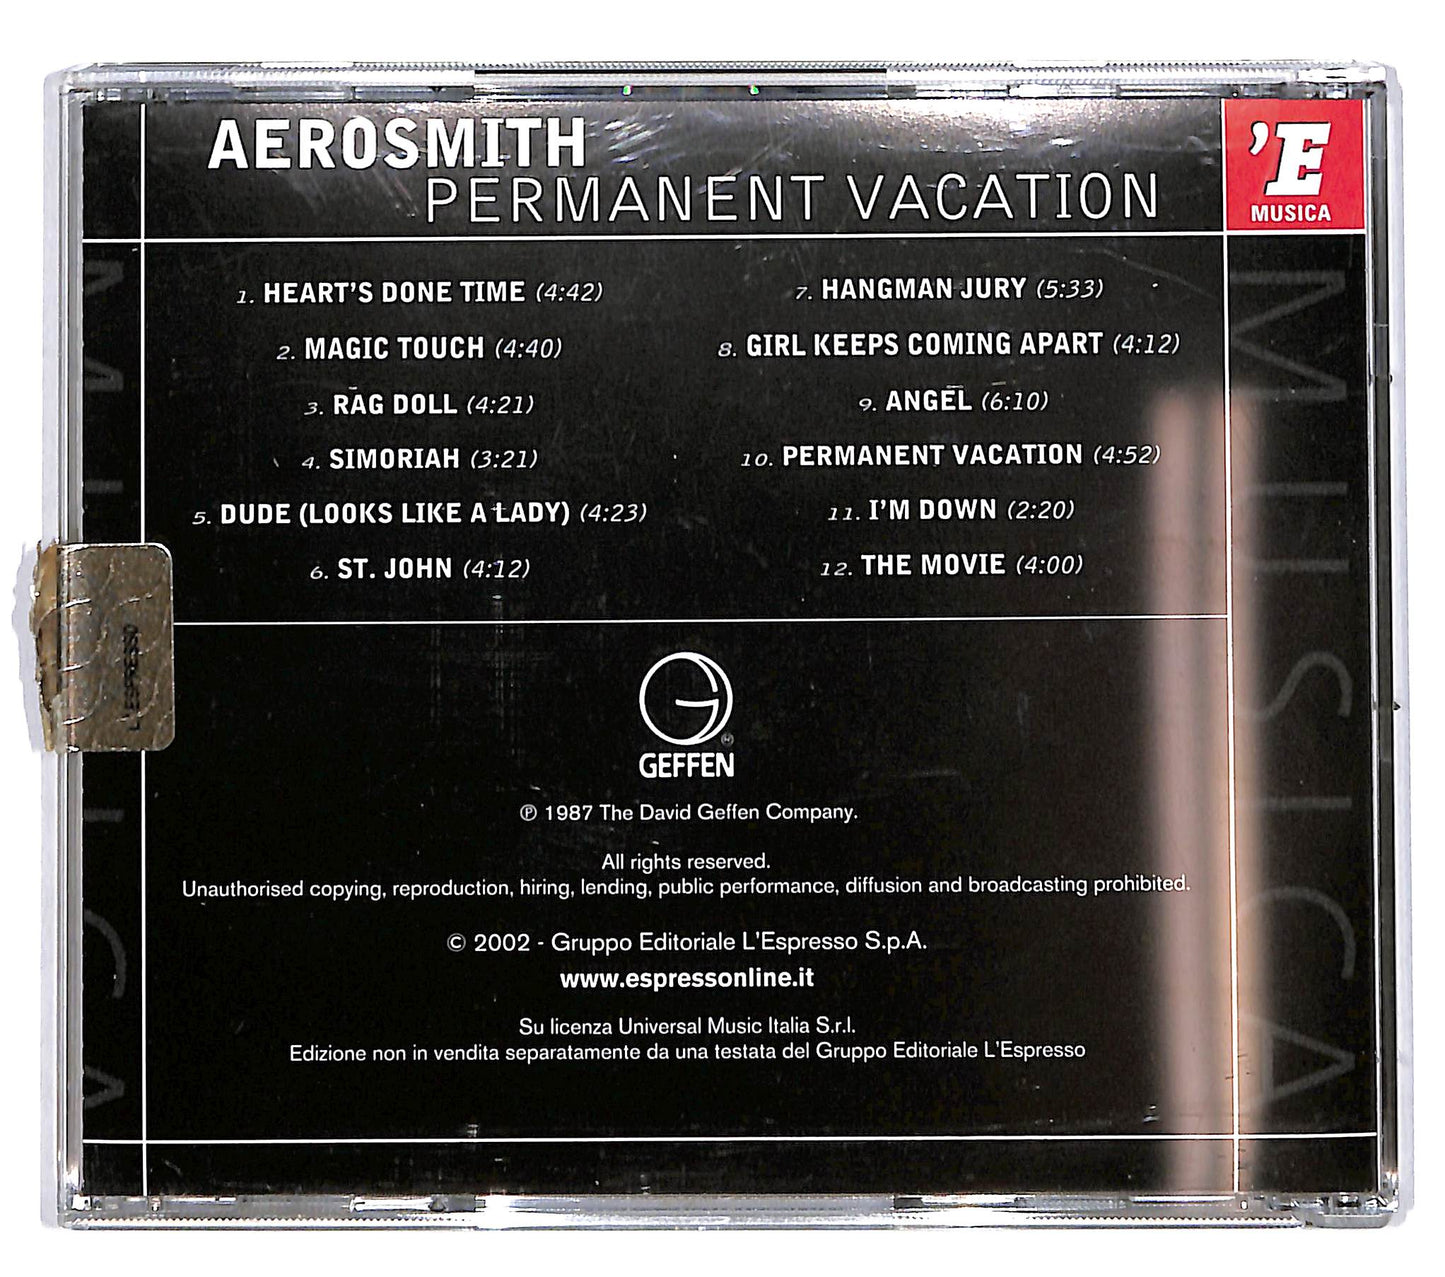 AEROSMITH
PERMANENT VACATION
'E
MUSICA
1. HEART'S DONE TIME (4:42)
2. MAGIC TOUCH (4:40)
3. RAG DOLL (4:21)
4. SIMORIAH (3:21)
5. DUDE (LOOKS LIKE A LADY) (4:23)
6. ST. JOHN (4:12)
7. HANGMAN JURY (5:33)
8. GIRL KEEPS COMING APART (4:12)
9. ANGEL (6:10)
10. PERMANENT VACATION (4:52)
11. I'M DOWN (2:20)
12. THE MOVIE (4:00)
MUSICA
MUSICA
L'ESPRESSO
GEFFEN
℗ 1987 The David Geffen Company.
All rights reserved.
Unauthorised copying, reproduction, hiring, lending, public performance, diffusion and broadcasting prohibited.
© 2002 - Gruppo Editoriale L'Espresso S.p.A.
www.espressonline.it
Su licenza Universal Music Italia S.r.l.
Edizione non in vendita separatamente da una testata del Gruppo Editoriale L'Espresso